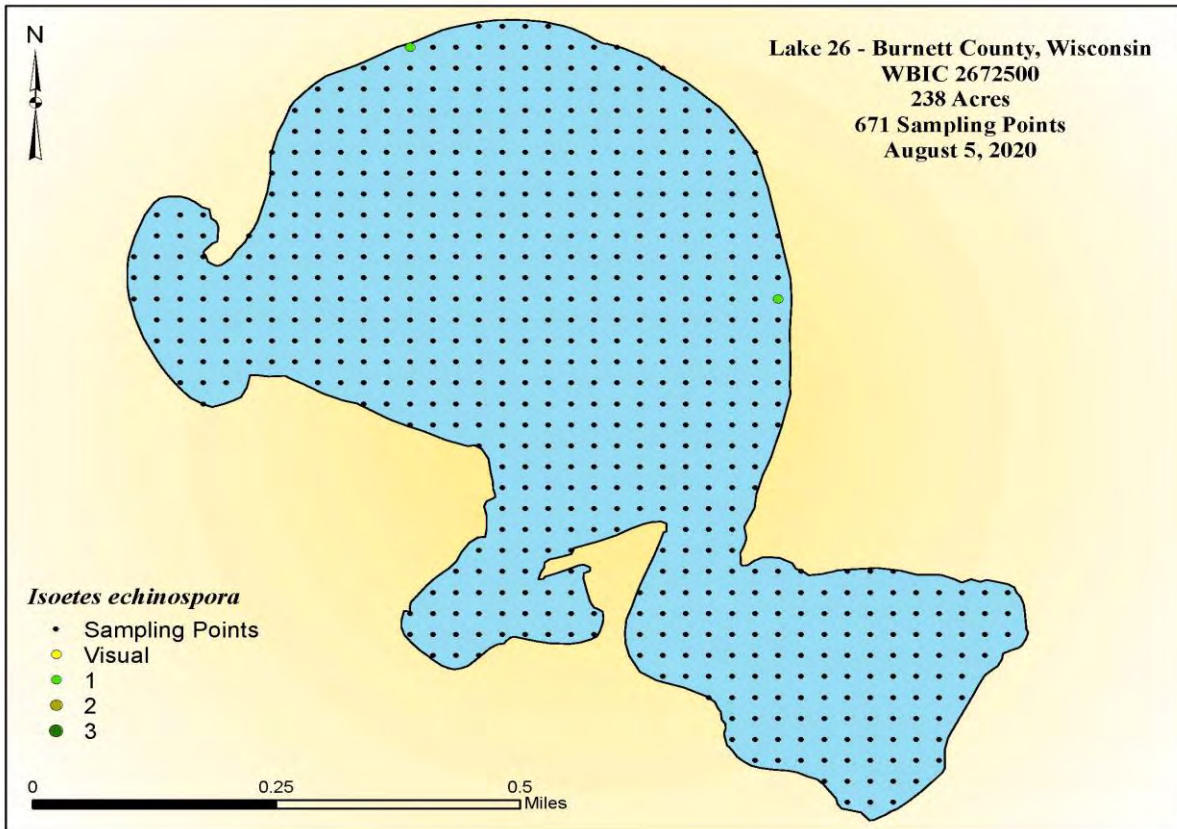 N
Lake 26 - Burnett County, Wisconsin
WBIC 2672500
238 Acres
671 Sampling Points
August 5, 2020
Isoetes echinospora
Sampling Points
Visual
1
2
3
0 0.25 0.5
Miles